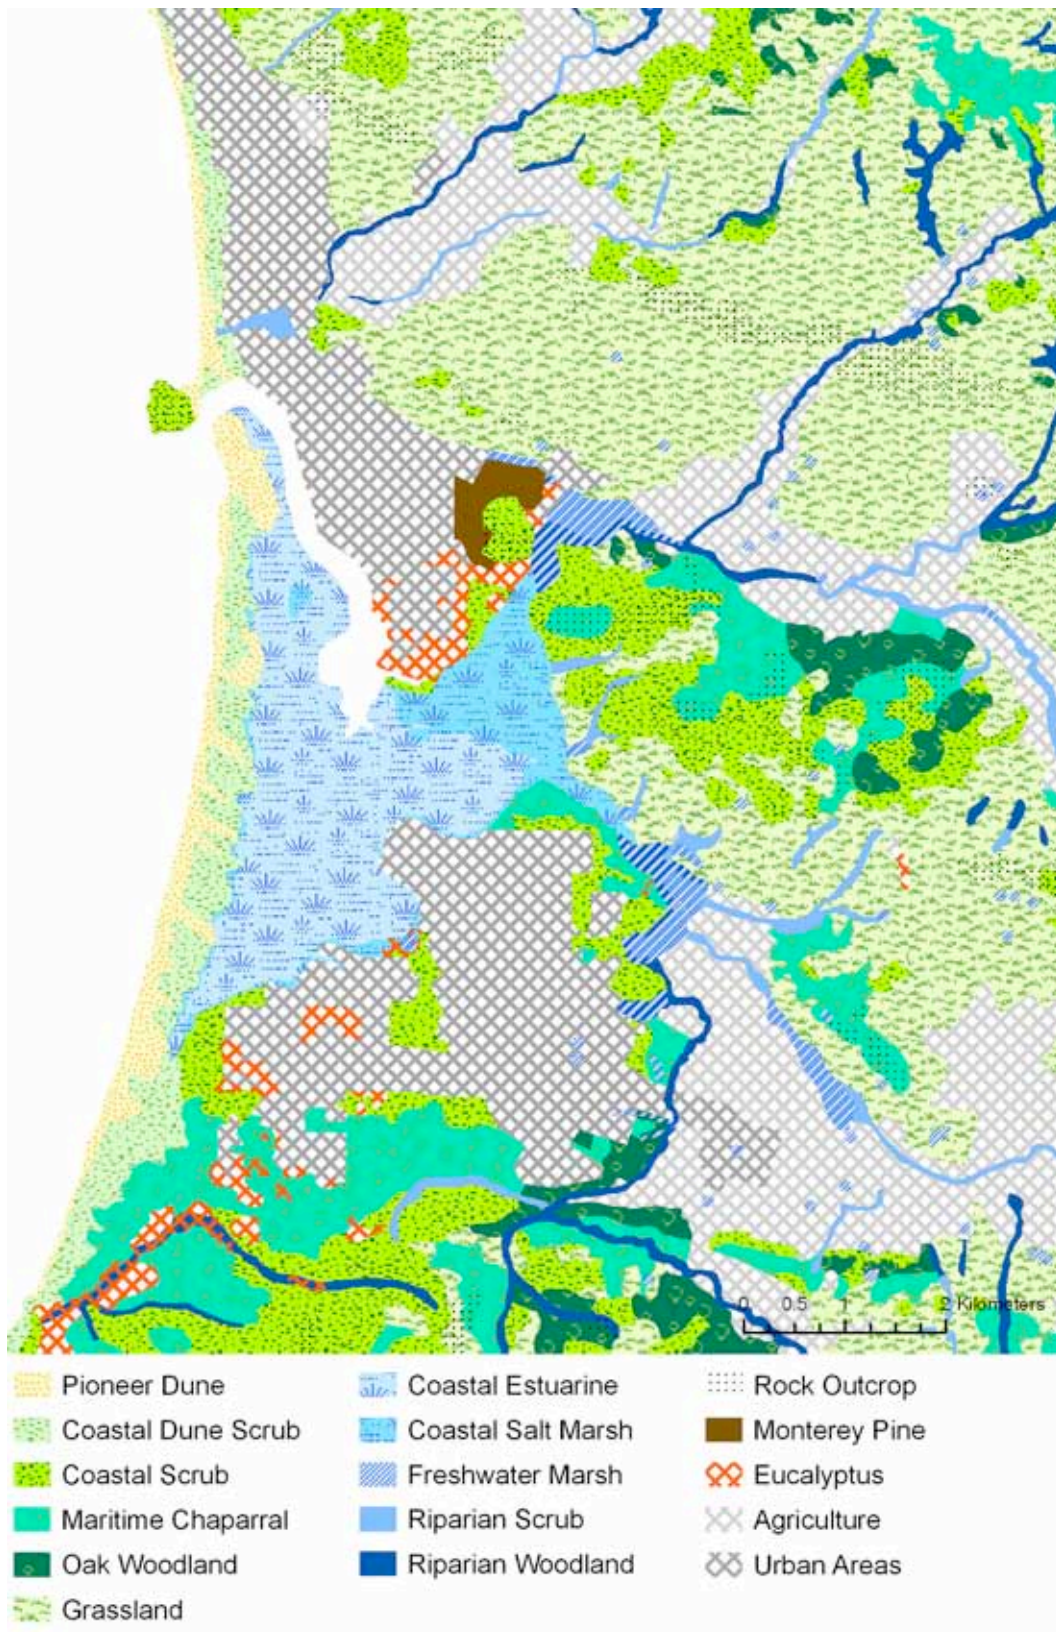 0 0.5 1 2 Kilometers
Pioneer Dune
Coastal Dune Scrub
Coastal Scrub
Maritime Chaparral
Oak Woodland
Grassland
Coastal Estuarine
Coastal Salt Marsh
Freshwater Marsh
Riparian Scrub
Riparian Woodland
Rock Outcrop
Monterey Pine
Eucalyptus
Agriculture
Urban Areas